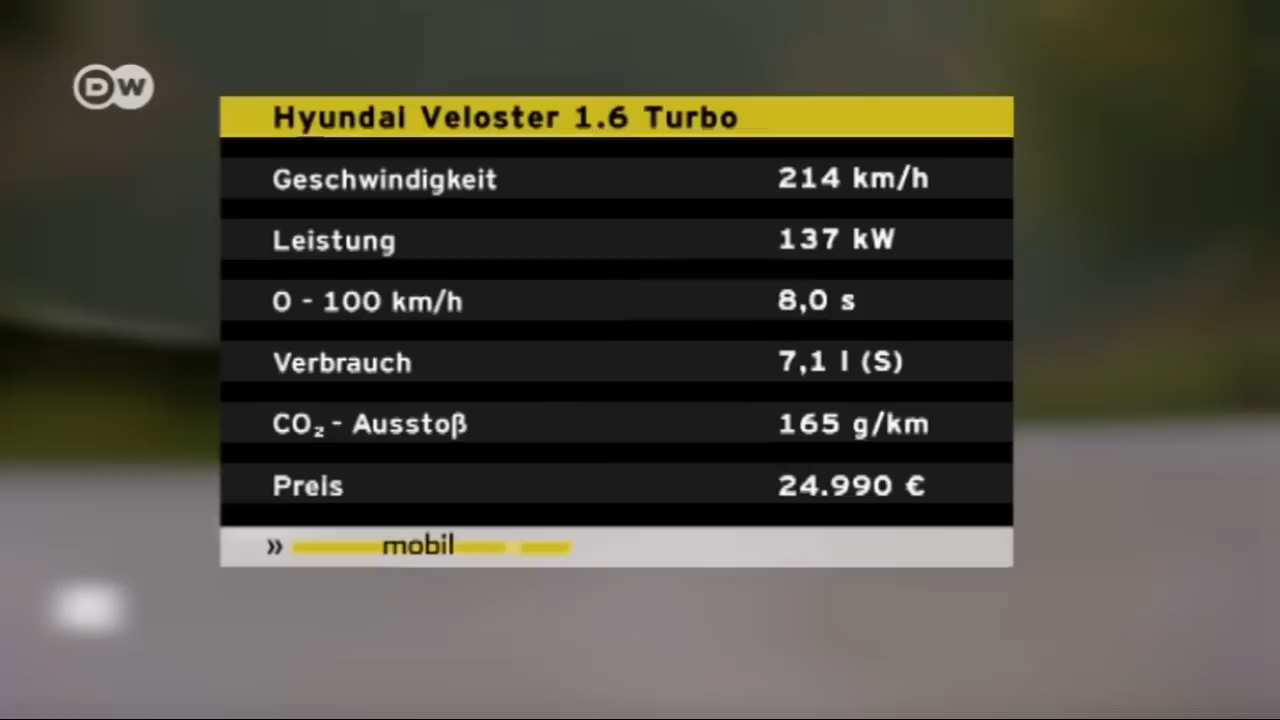 DW
Hyundai Veloster 1.6 Turbo
Geschwindigkeit 214 km/h
Leistung 137 kW
0 - 100 km/h 8,0 s
Verbrauch 7,1 l (S)
CO₂ - Ausstoß 165 g/km
Preis 24.990 €
» mobil